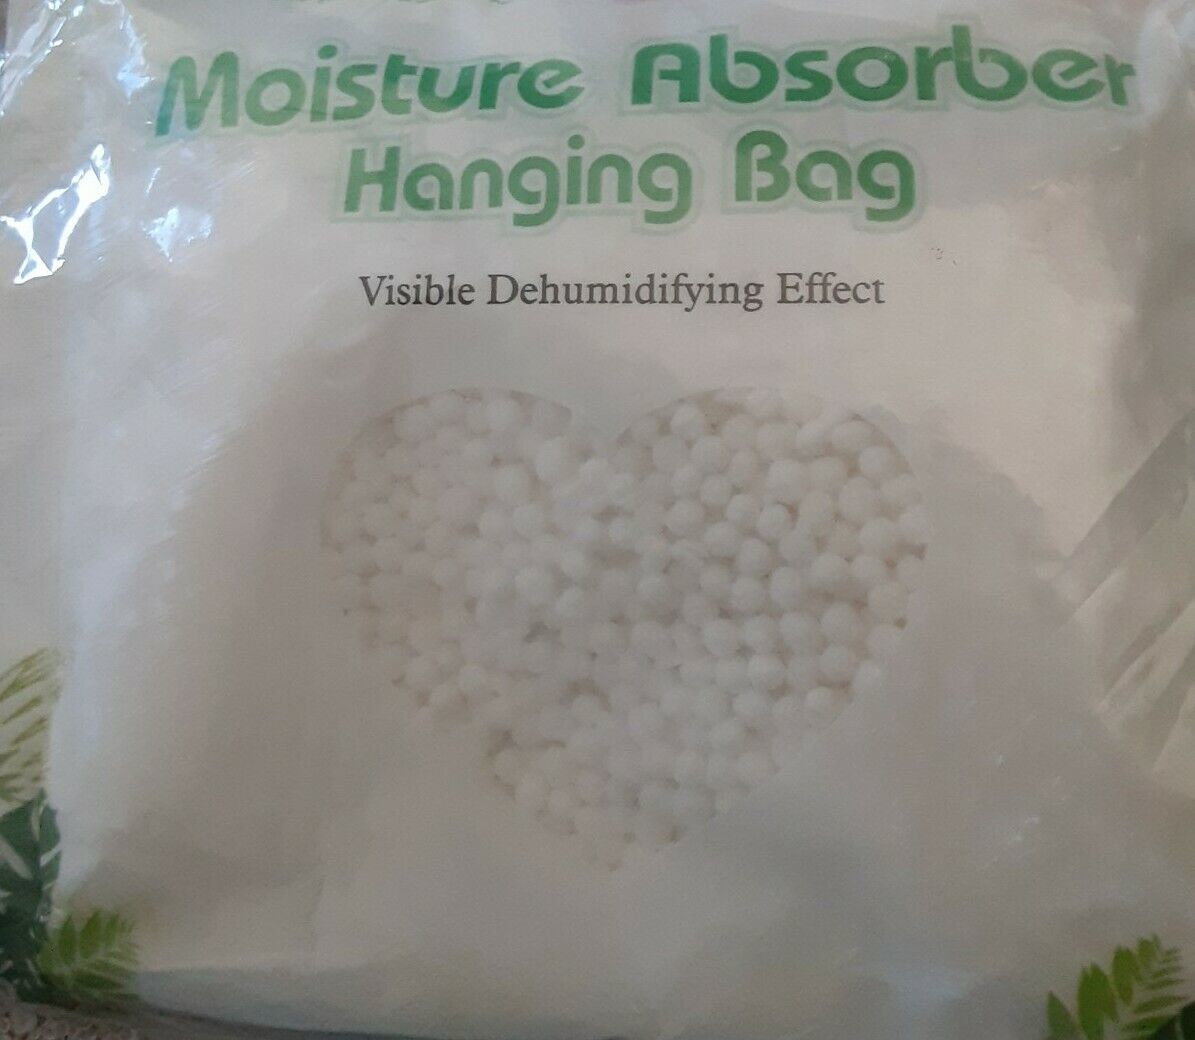 Moisture Absorber
Hanging Bag
Visible Dehumidifying Effect